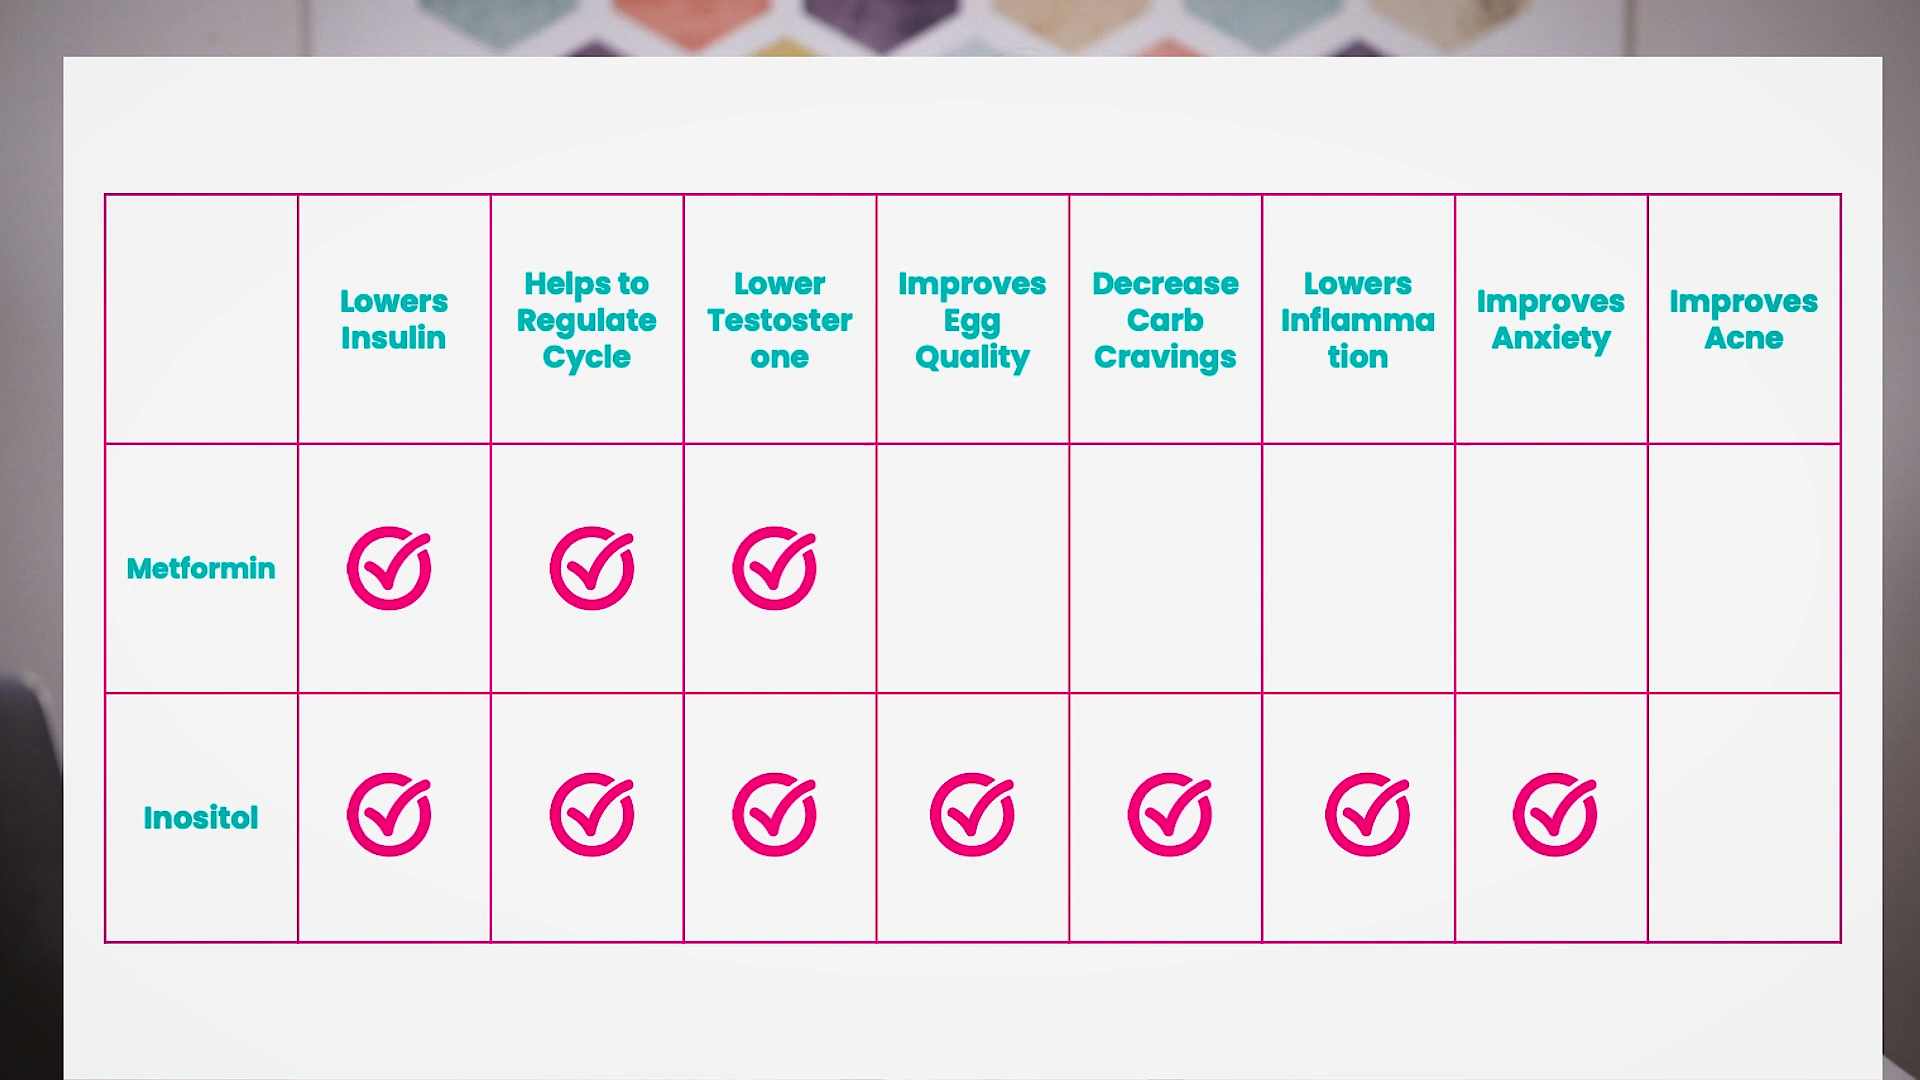 Lowers
Insulin
Helps to
Regulate
Cycle
Lower
Testoster
one
Improves
Egg
Quality
Decrease
Carb
Cravings
Lowers
Inflamma
tion
Improves
Anxiety
Improves
Acne
Metformin
Inositol